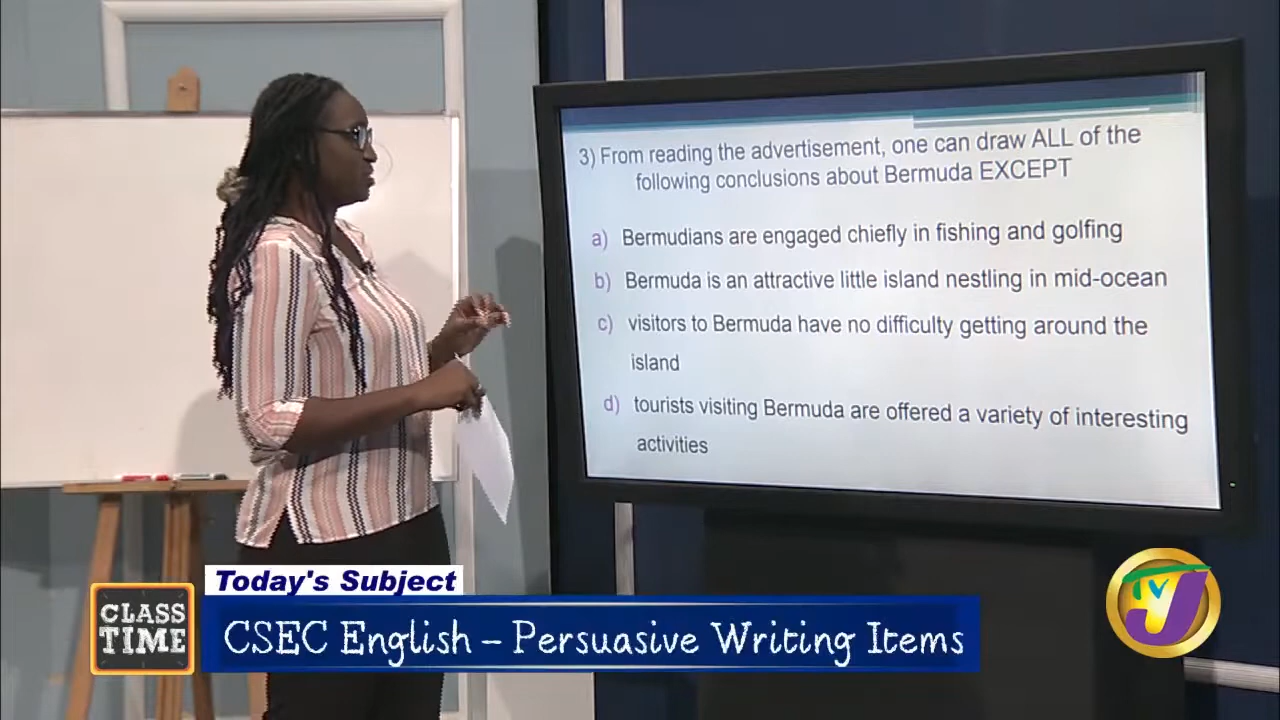 3) From reading the advertisement, one can draw ALL of the
following conclusions about Bermuda EXCEPT
a) Bermudians are engaged chiefly in fishing and golfing
b) Bermuda is an attractive little island nestling in mid-ocean
c) visitors to Bermuda have no difficulty getting around the
island
d) tourists visiting Bermuda are offered a variety of interesting
activities
Today's Subject
CLASS
TIME
CSEC English – Persuasive Writing Items
TVJ